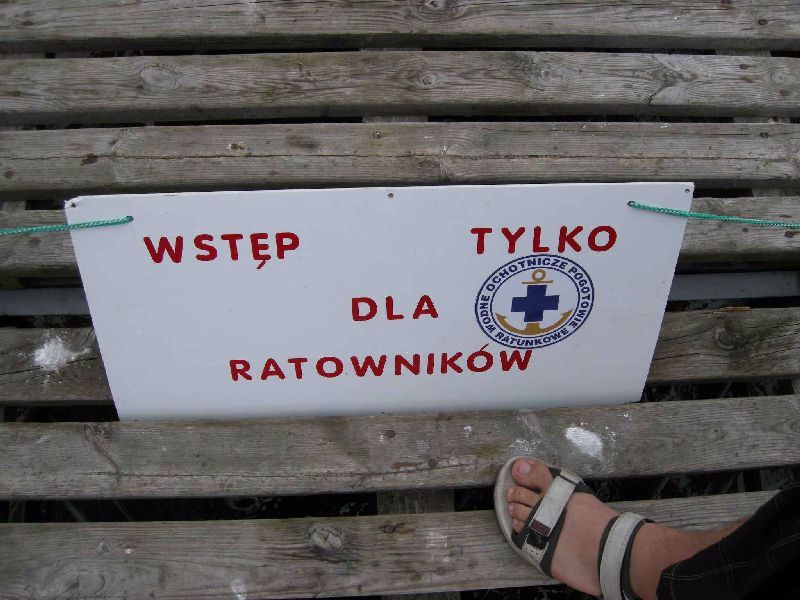 WSTĘP TYLKO
DLA
RATOWNIKÓW
WODNE OCHOTNICZE POGOTOWIE
RATUNKOWE